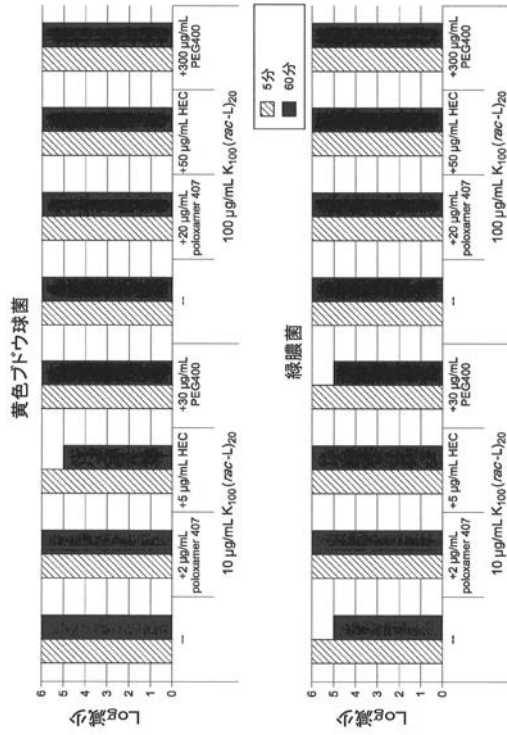 黄色ブドウ球菌
Log減少
6
5
4
3
2
1
0
--
+2 µg/mL
poloxamer 407
+5 µg/mL HEC
+30 µg/mL
PEG400
--
+20 µg/mL
poloxamer 407
+50 µg/mL HEC
+300 µg/mL
PEG400
10 µg/mL K100(rac-L)20
100 µg/mL K100(rac-L)20
5分
60分
緑膿菌
Log減少
6
5
4
3
2
1
0
--
+2 µg/mL
poloxamer 407
+5 µg/mL HEC
+30 µg/mL
PEG400
--
+20 µg/mL
poloxamer 407
+50 µg/mL HEC
+300 µg/mL
PEG400
10 µg/mL K100(rac-L)20
100 µg/mL K100(rac-L)20